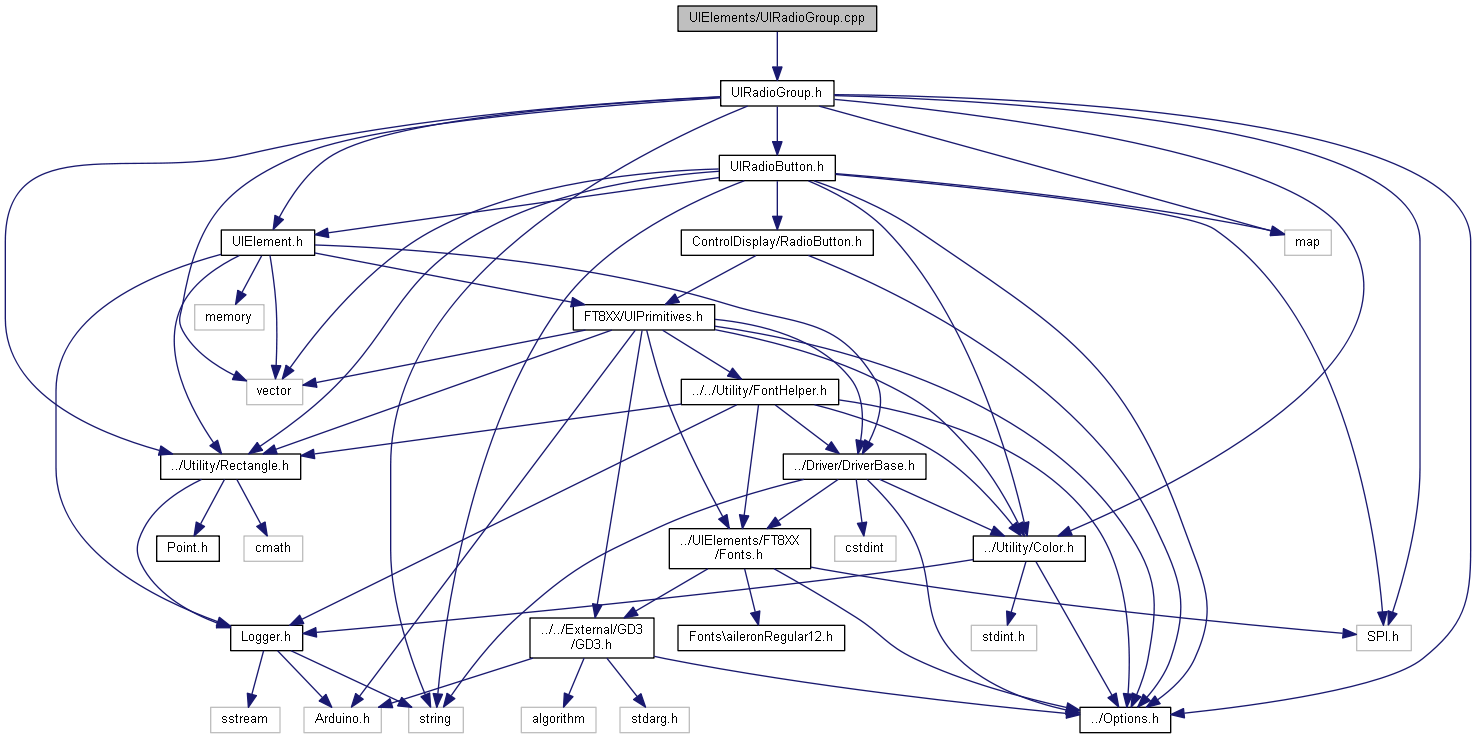 UIElements/UIRadioGroup.cpp
UIRadioGroup.h
UIRadioButton.h
UIElement.h
ControlDisplay/RadioButton.h
map
memory
FT8XX/UIPrimitives.h
vector
../../Utility/FontHelper.h
../Utility/Rectangle.h
../Driver/DriverBase.h
Point.h
cmath
../UIElements/FT8XX
/Fonts.h
cstdint
../Utility/Color.h
Logger.h
../../External/GD3
/GD3.h
Fonts\aileronRegular12.h
stdint.h
SPI.h
sstream
Arduino.h
string
algorithm
stdarg.h
../Options.h